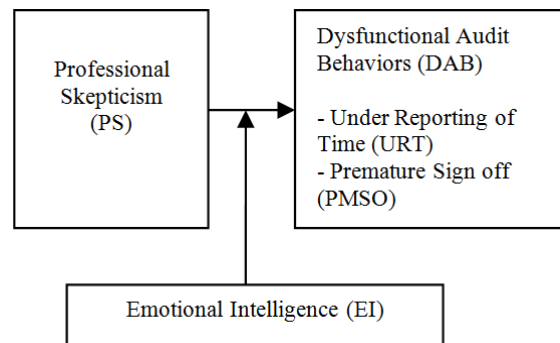 Professional
Skepticism
(PS)
Dysfunctional Audit
Behaviors (DAB)
- Under Reporting of
Time (URT)
- Premature Sign off
(PMSO)
Emotional Intelligence (EI)